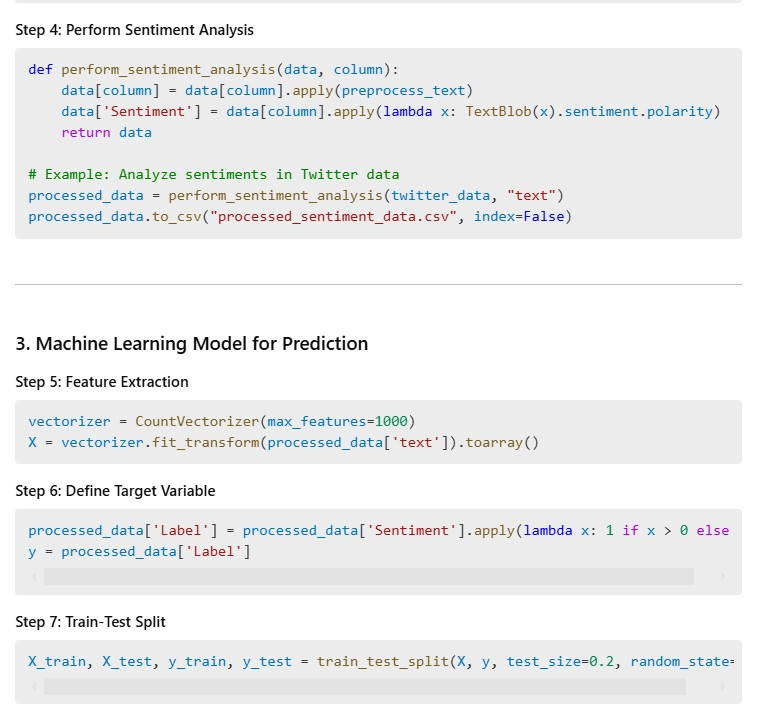 Step 4: Perform Sentiment Analysis
def perform_sentiment_analysis(data, column):
    data[column] = data[column].apply(preprocess_text)
    data['Sentiment'] = data[column].apply(lambda x: TextBlob(x).sentiment.polarity)
    return data
# Example: Analyze sentiments in Twitter data
processed_data = perform_sentiment_analysis(twitter_data, "text")
processed_data.to_csv("processed_sentiment_data.csv", index=False)
3. Machine Learning Model for Prediction
Step 5: Feature Extraction
vectorizer = CountVectorizer(max_features=1000)
X = vectorizer.fit_transform(processed_data['text']).toarray()
Step 6: Define Target Variable
processed_data['Label'] = processed_data['Sentiment'].apply(lambda x: 1 if x > 0 else
y = processed_data['Label']
Step 7: Train-Test Split
X_train, X_test, y_train, y_test = train_test_split(X, y, test_size=0.2, random_state=